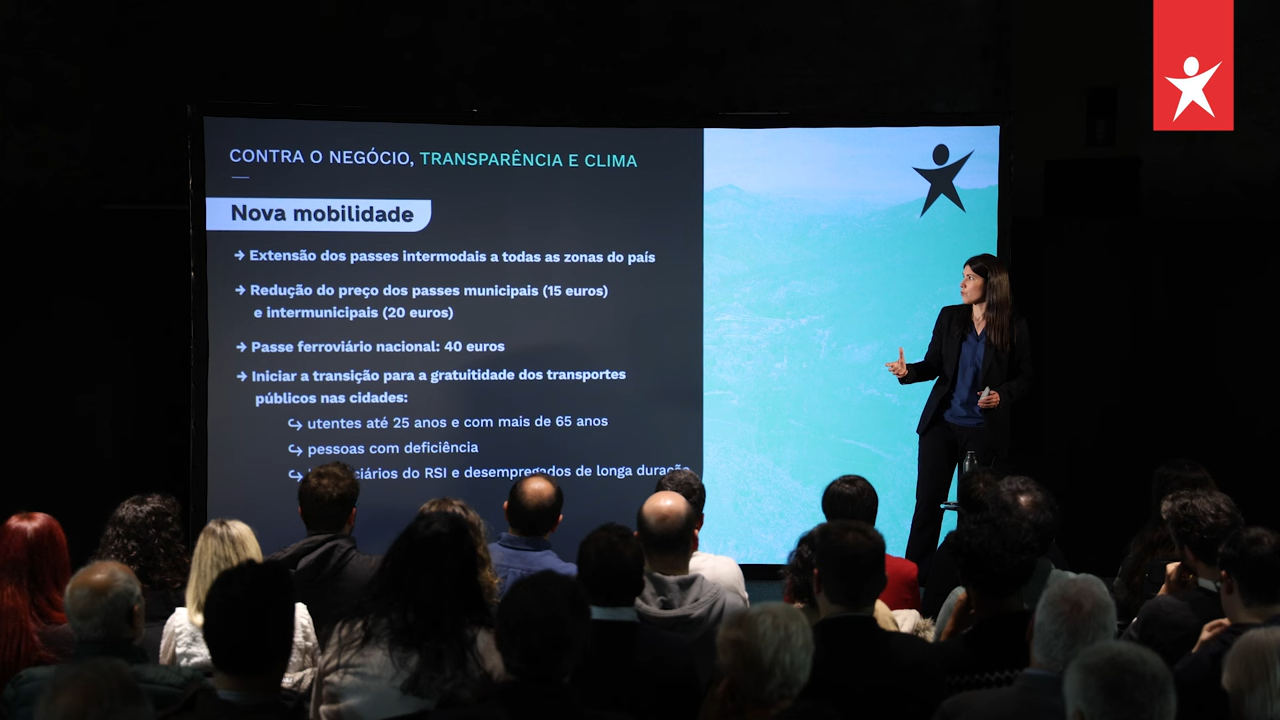 CONTRA O NEGÓCIO, TRANSPARÊNCIA E CLIMA
Nova mobilidade
→ Extensão dos passes intermodais a todas as zonas do país
→ Redução do preço dos passes municipais (15 euros)
e intermunicipais (20 euros)
→ Passe ferroviário nacional: 40 euros
→ Iniciar a transição para a gratuitidade dos transportes
públicos nas cidades:
↪ utentes até 25 anos e com mais de 65 anos
↪ pessoas com deficiência
↪ do RSI e desempregados de longa duração